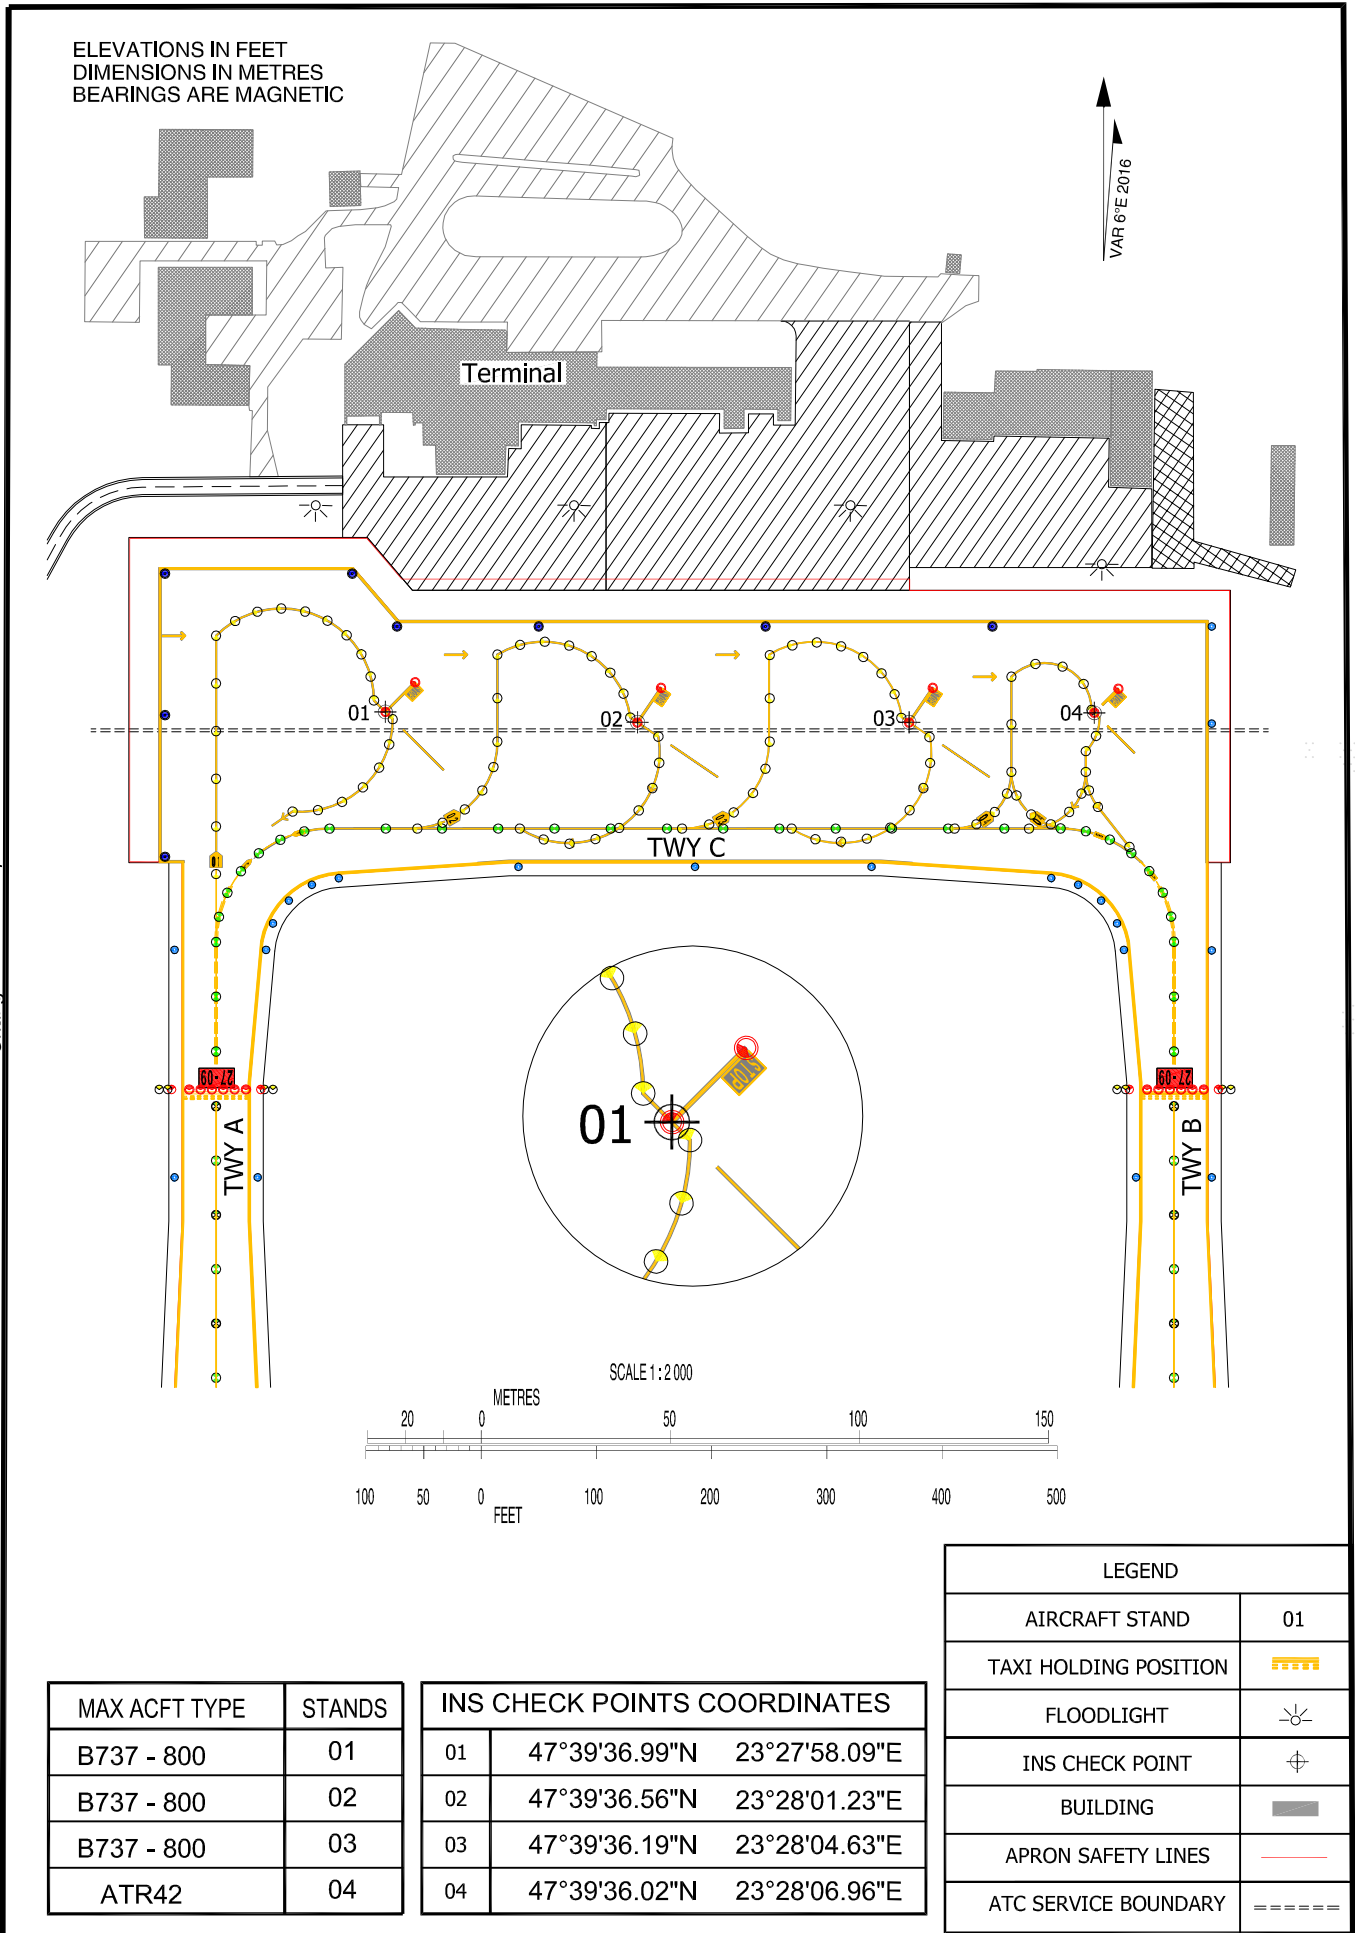 ELEVATIONS IN FEET
DIMENSIONS IN METRES
BEARINGS ARE MAGNETIC
VAR 6°E 2016
Terminal
01
02
03
04
02
TWY C
27-09
27-09
TWY A
TWY B
01
STOP
SCALE 1 : 2 000
METRES
20 0 50 100 150
100 50 0 100 200 300 400 500
FEET
LEGEND
AIRCRAFT STAND 01
TAXI HOLDING POSITION
FLOODLIGHT
INS CHECK POINT
BUILDING
APRON SAFETY LINES
ATC SERVICE BOUNDARY
MAX ACFT TYPE STANDS
B737 - 800 01
B737 - 800 02
B737 - 800 03
ATR42 04
INS CHECK POINTS COORDINATES
01 47°39'36.99"N 23°27'58.09"E
02 47°39'36.56"N 23°28'01.23"E
03 47°39'36.19"N 23°28'04.63"E
04 47°39'36.02"N 23°28'06.96"E